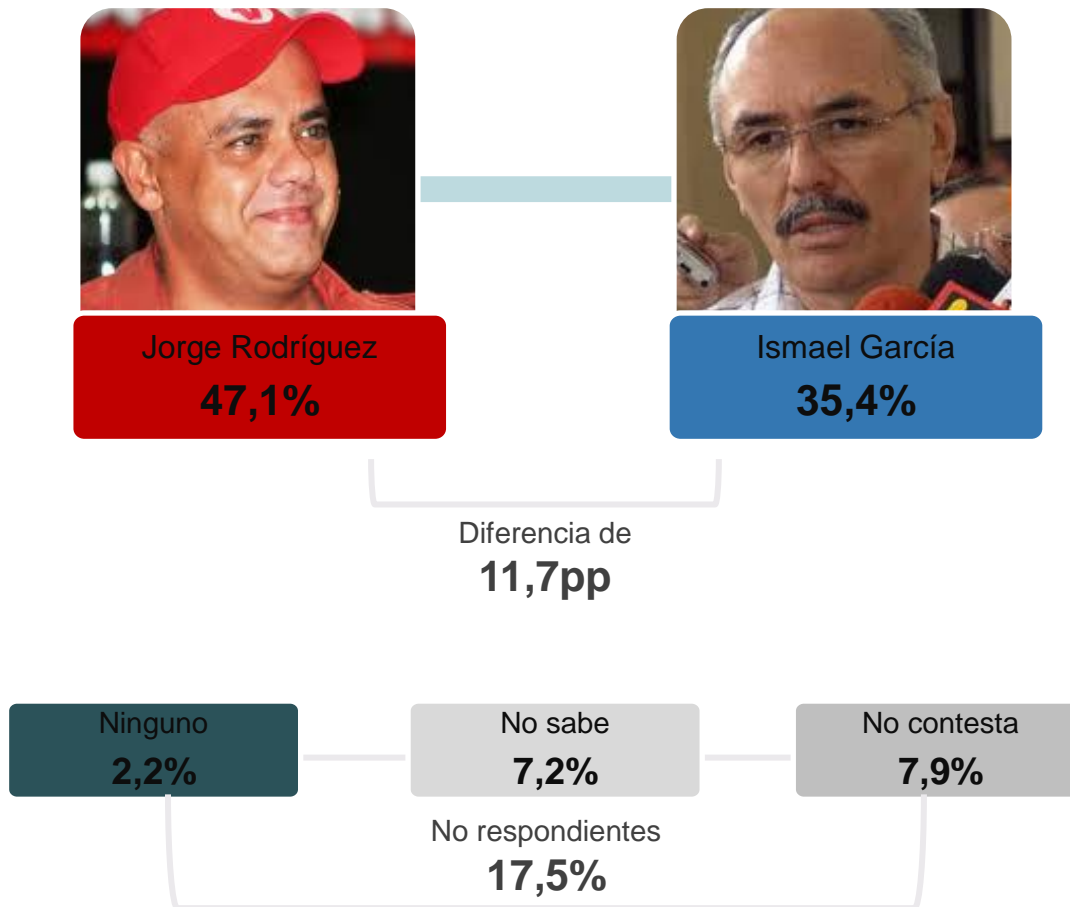 Jorge Rodríguez
47,1%
Ismael García
35,4%
Diferencia de
11,7pp
Ninguno
2,2%
No sabe
7,2%
No contesta
7,9%
No respondientes
17,5%